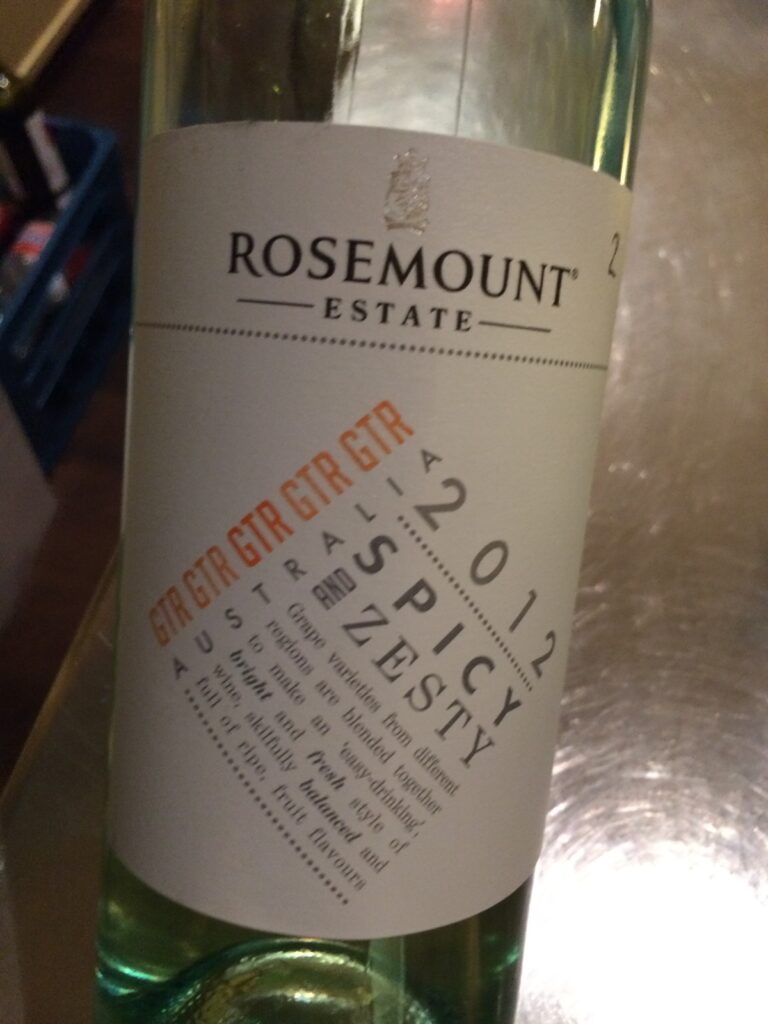 ROSEMOUNT®
ESTATE
2
GTR GTR GTR GTR GTR
AUSTRALIA
2012
SPICY
AND ZESTY
Grape varieties from different
regions are blended together
to make an 'easy-drinking',
bright and fresh style of
wine, skilfully balanced and
full of ripe, fruit flavours